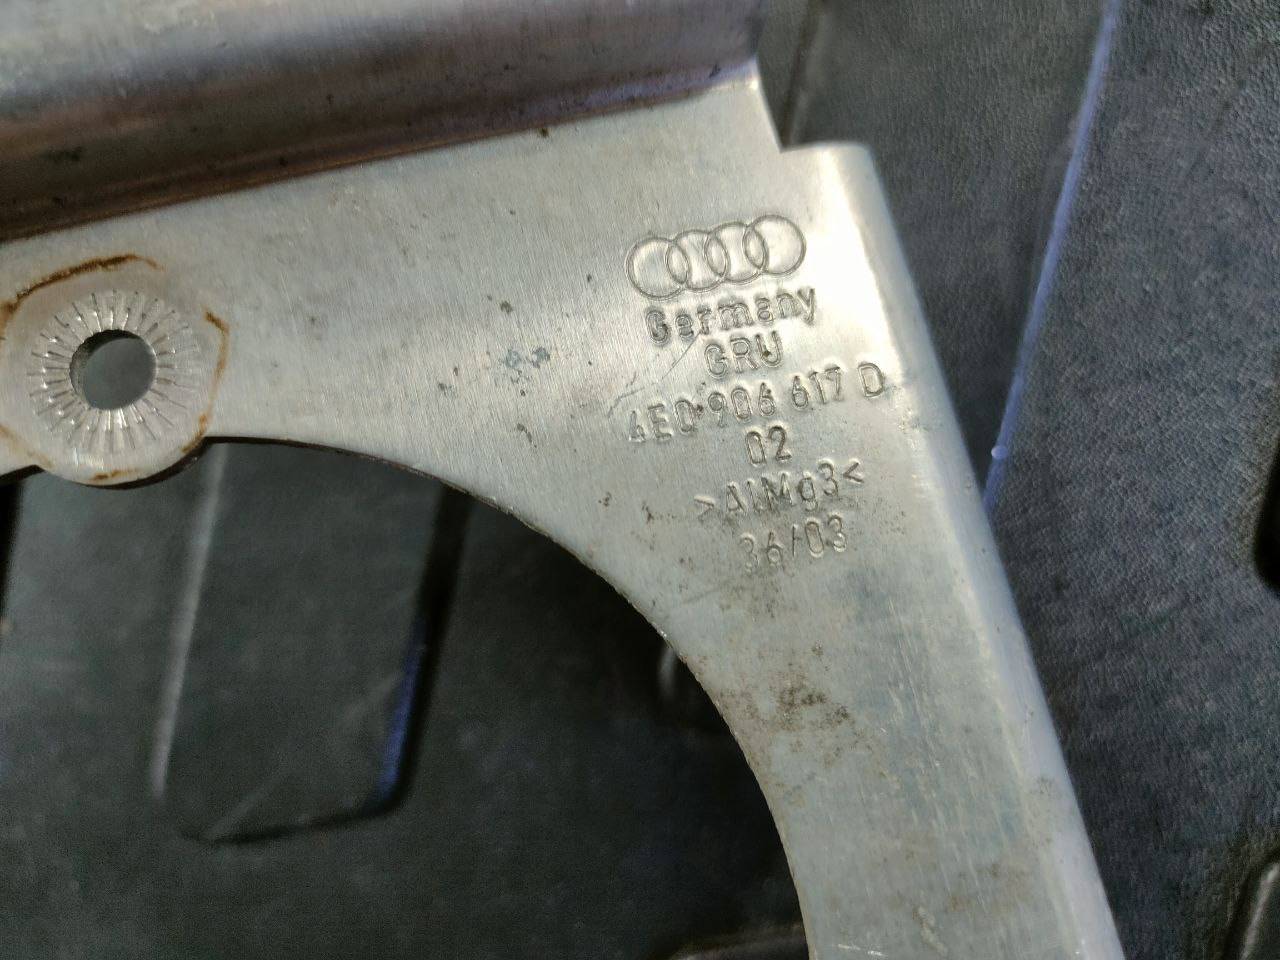 Germany
GRU
4E0 906 617 D
02
>AlMg3<
36/03